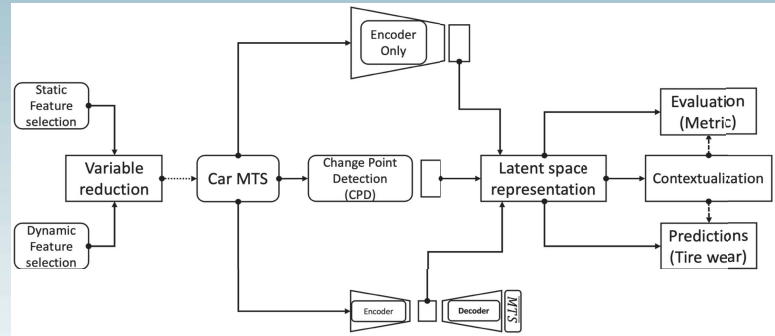 Static
Feature
selection
Dynamic
Feature
selection
Variable
reduction
Car MTS
Encoder
Only
Change Point
Detection
(CPD)
Encoder
Decoder
MTS
Latent space
representation
Evaluation
(Metric)
Contextualization
Predictions
(Tire wear)